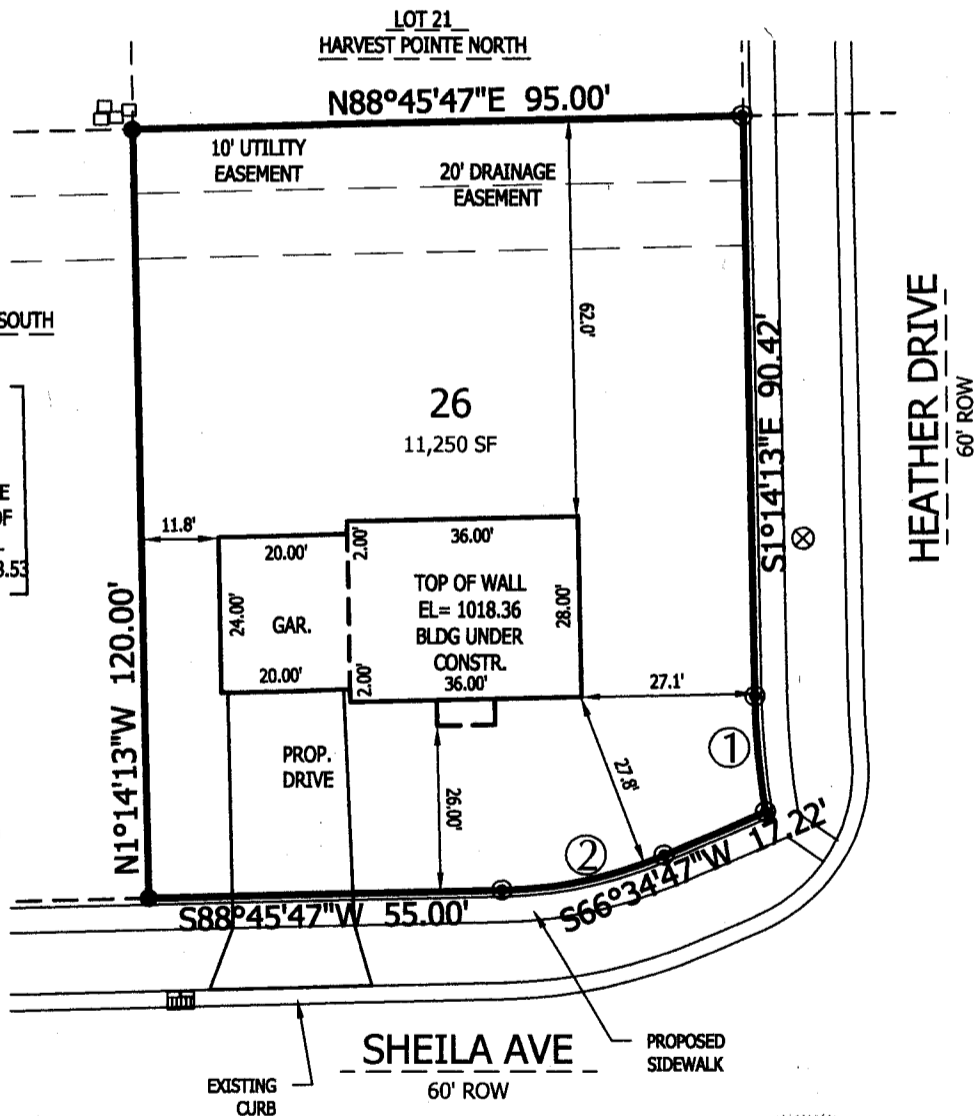 LOT 21
HARVEST POINTE NORTH
N88°45'47"E 95.00'
10' UTILITY
EASEMENT
20' DRAINAGE
EASEMENT
SOUTH
62.0'
HEATHER DRIVE
60' ROW
S1°14'13"E 90.42'
26
11,250 SF
E
OF
3.53
11.8'
20.00'
2.00'
36.00'
24.00'
GAR.
TOP OF WALL
EL= 1018.36
BLDG UNDER
CONSTR.
28.00'
20.00'
2.00'
36.00'
27.1'
N1°14'13"W 120.00'
PROP.
DRIVE
26.00'
27.8'
1
2
S88°45'47"W 55.00'
S66°34'47"W 17.22'
SHEILA AVE
60' ROW
PROPOSED
SIDEWALK
EXISTING
CURB